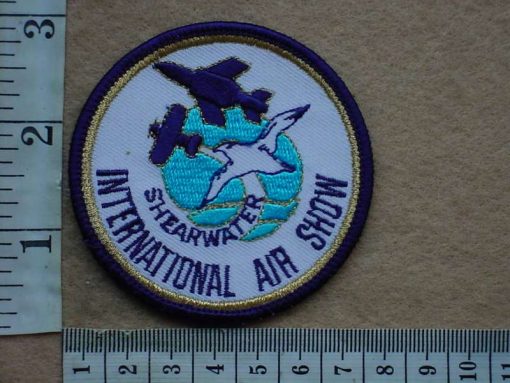 SHEARWATER
INTERNATIONAL AIR SHOW
3
2
1
1 2 3 4 5 6 7 8 9 10 11